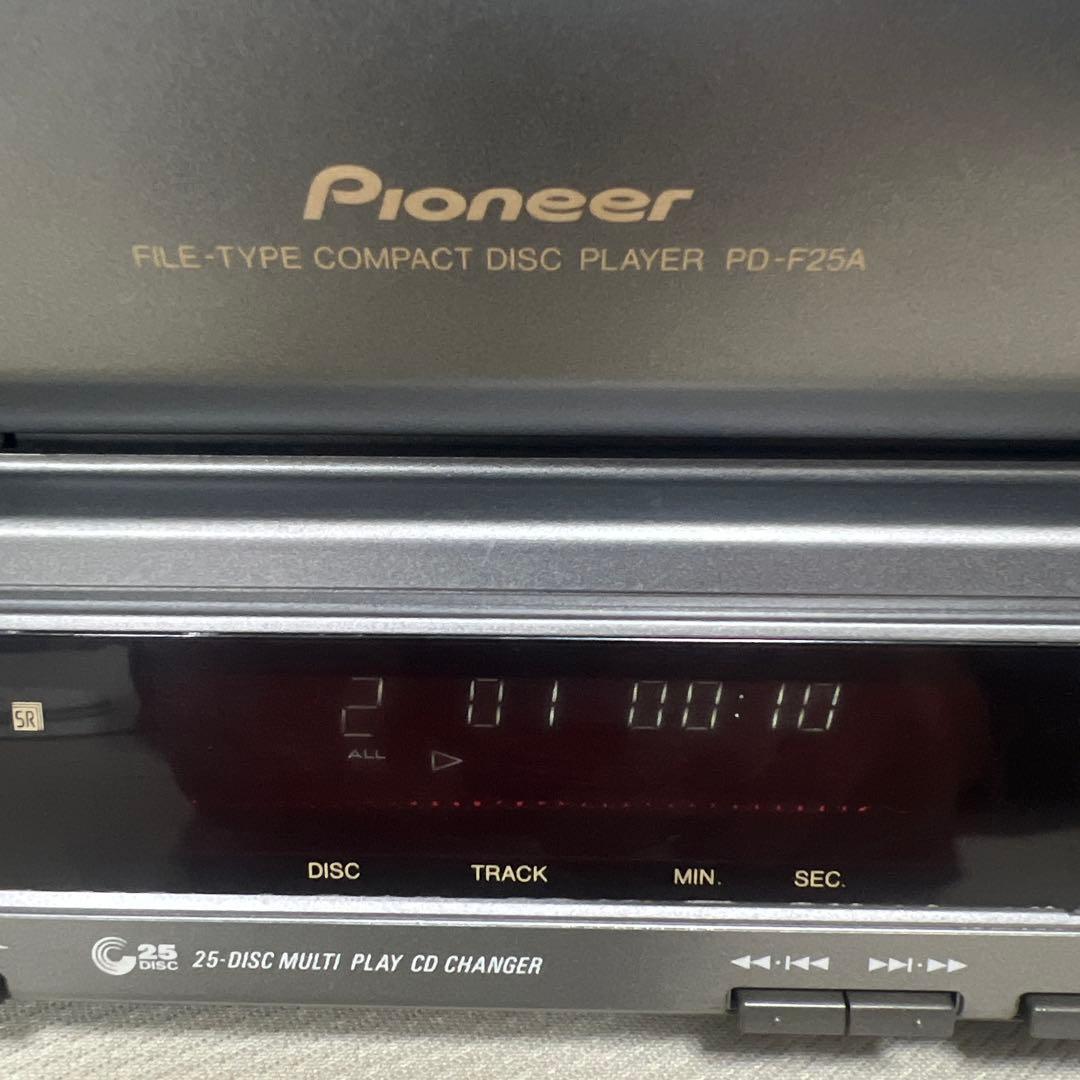 Pioneer
FILE-TYPE COMPACT DISC PLAYER PD-F25A
SR
2 01 00:10
ALL
DISC TRACK MIN. SEC.
25 DISC 25-DISC MULTI PLAY CD CHANGER